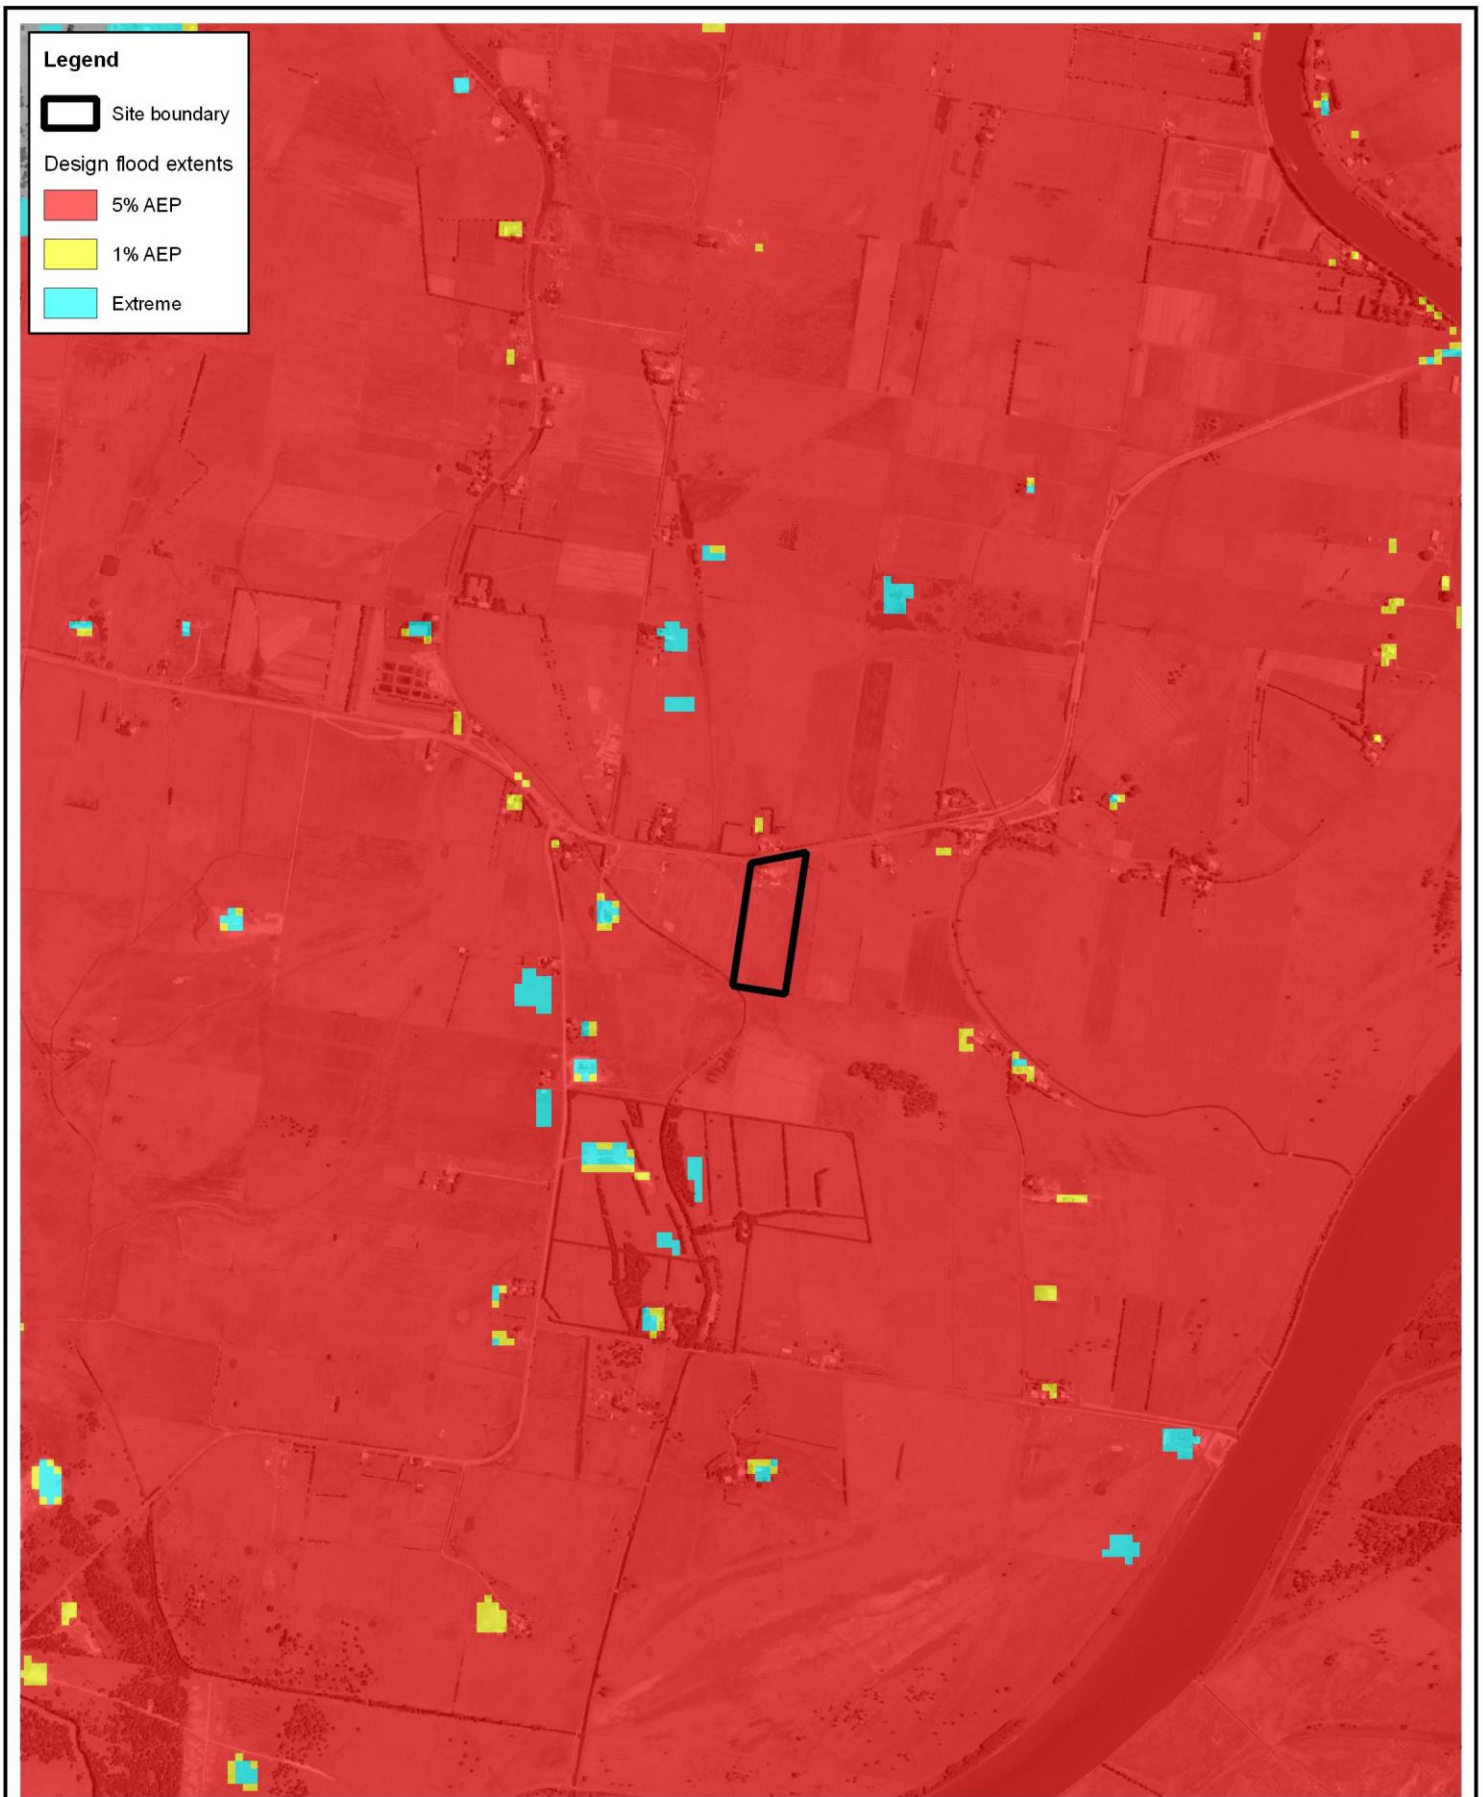 Legend
Site boundary
Design flood extents
5% AEP
1% AEP
Extreme